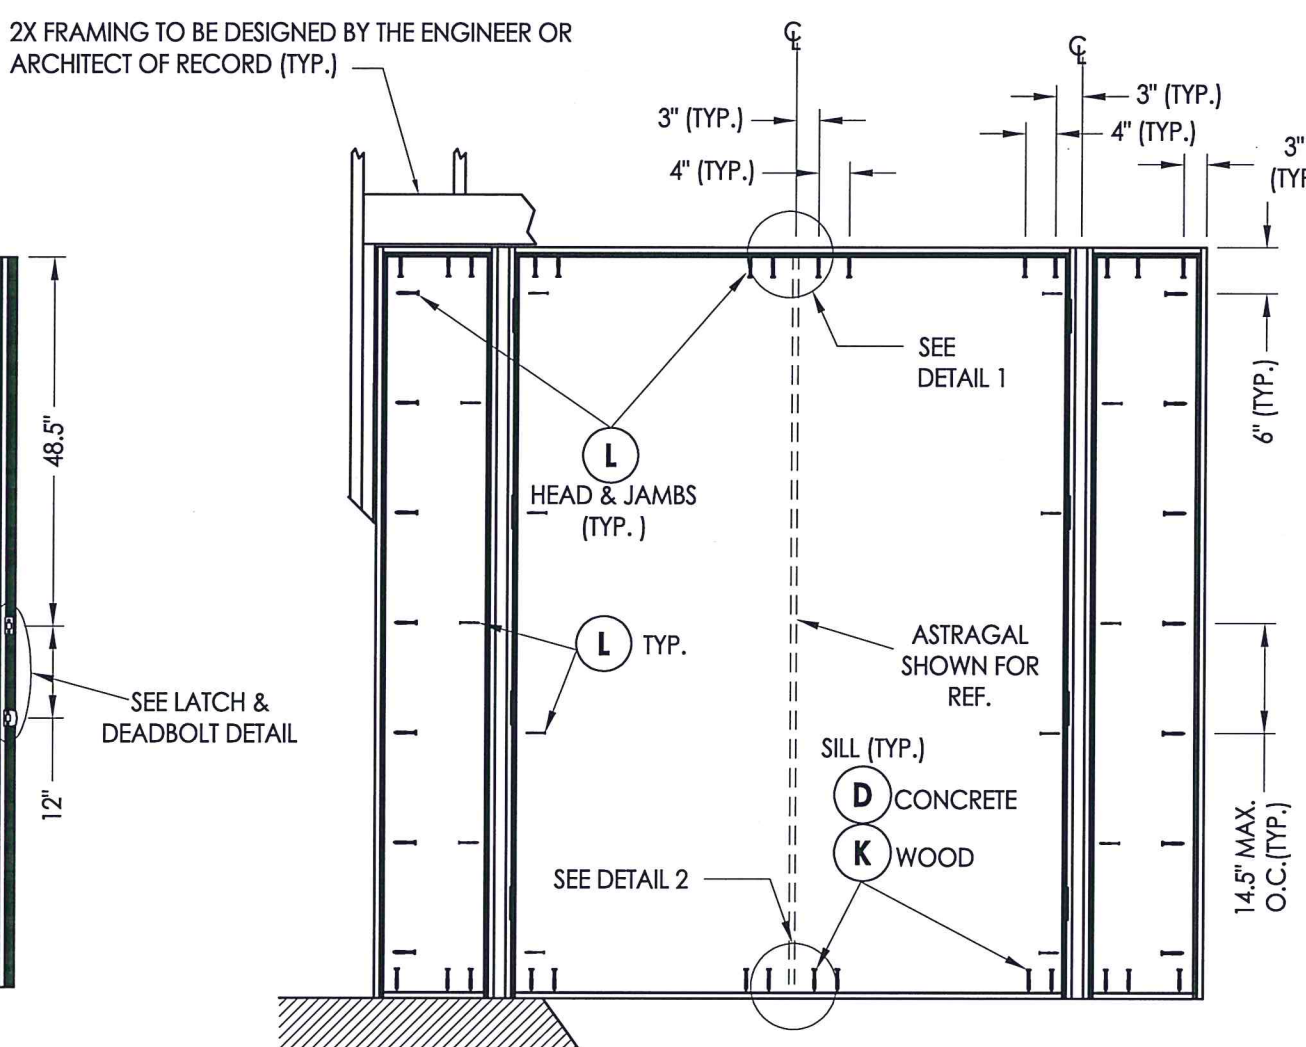 2X FRAMING TO BE DESIGNED BY THE ENGINEER OR
ARCHITECT OF RECORD (TYP.)
℄
℄
3" (TYP.)
4" (TYP.)
3" (TYP.)
4" (TYP.)
3"
48.5"
12"
SEE LATCH &
DEADBOLT DETAIL
L
HEAD & JAMBS
(TYP. )
SEE
DETAIL 1
6" (TYP.)
L TYP.
ASTRAGAL
SHOWN FOR
REF.
SILL (TYP.)
D CONCRETE
K WOOD
SEE DETAIL 2
14.5" MAX.
O.C.(TYP.)